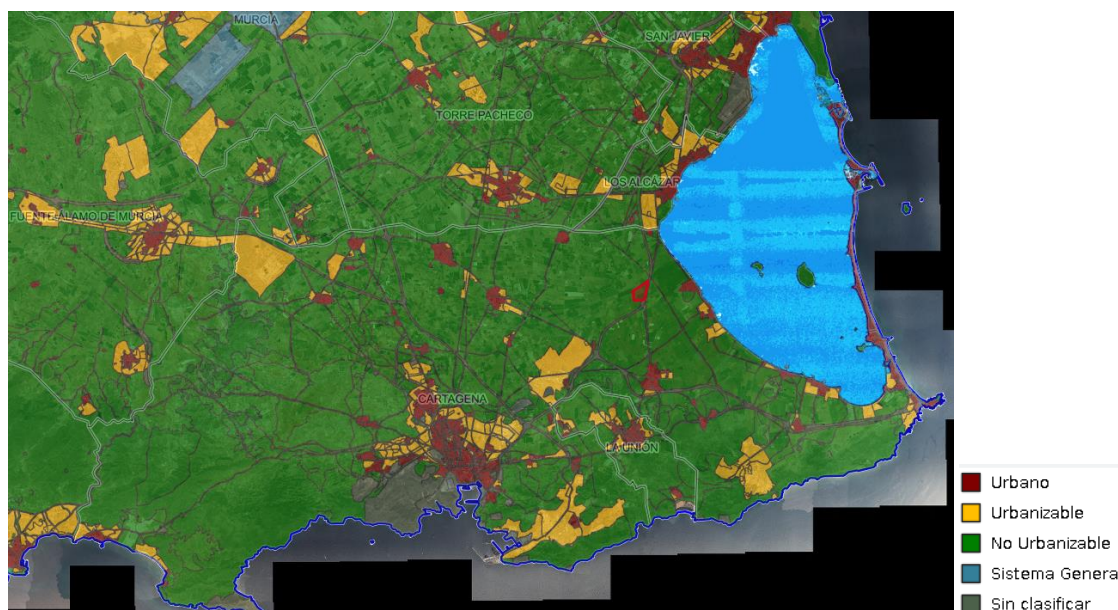 MURCIA
SAN JAVIER
TORRE PACHECO
LOS ALCÁZAR
FUENTE ÁLAMO DE MURCIA
CARTAGENA
LA UNIÓN
Urbano
Urbanizable
No Urbanizable
Sistema Genera
Sin clasificar